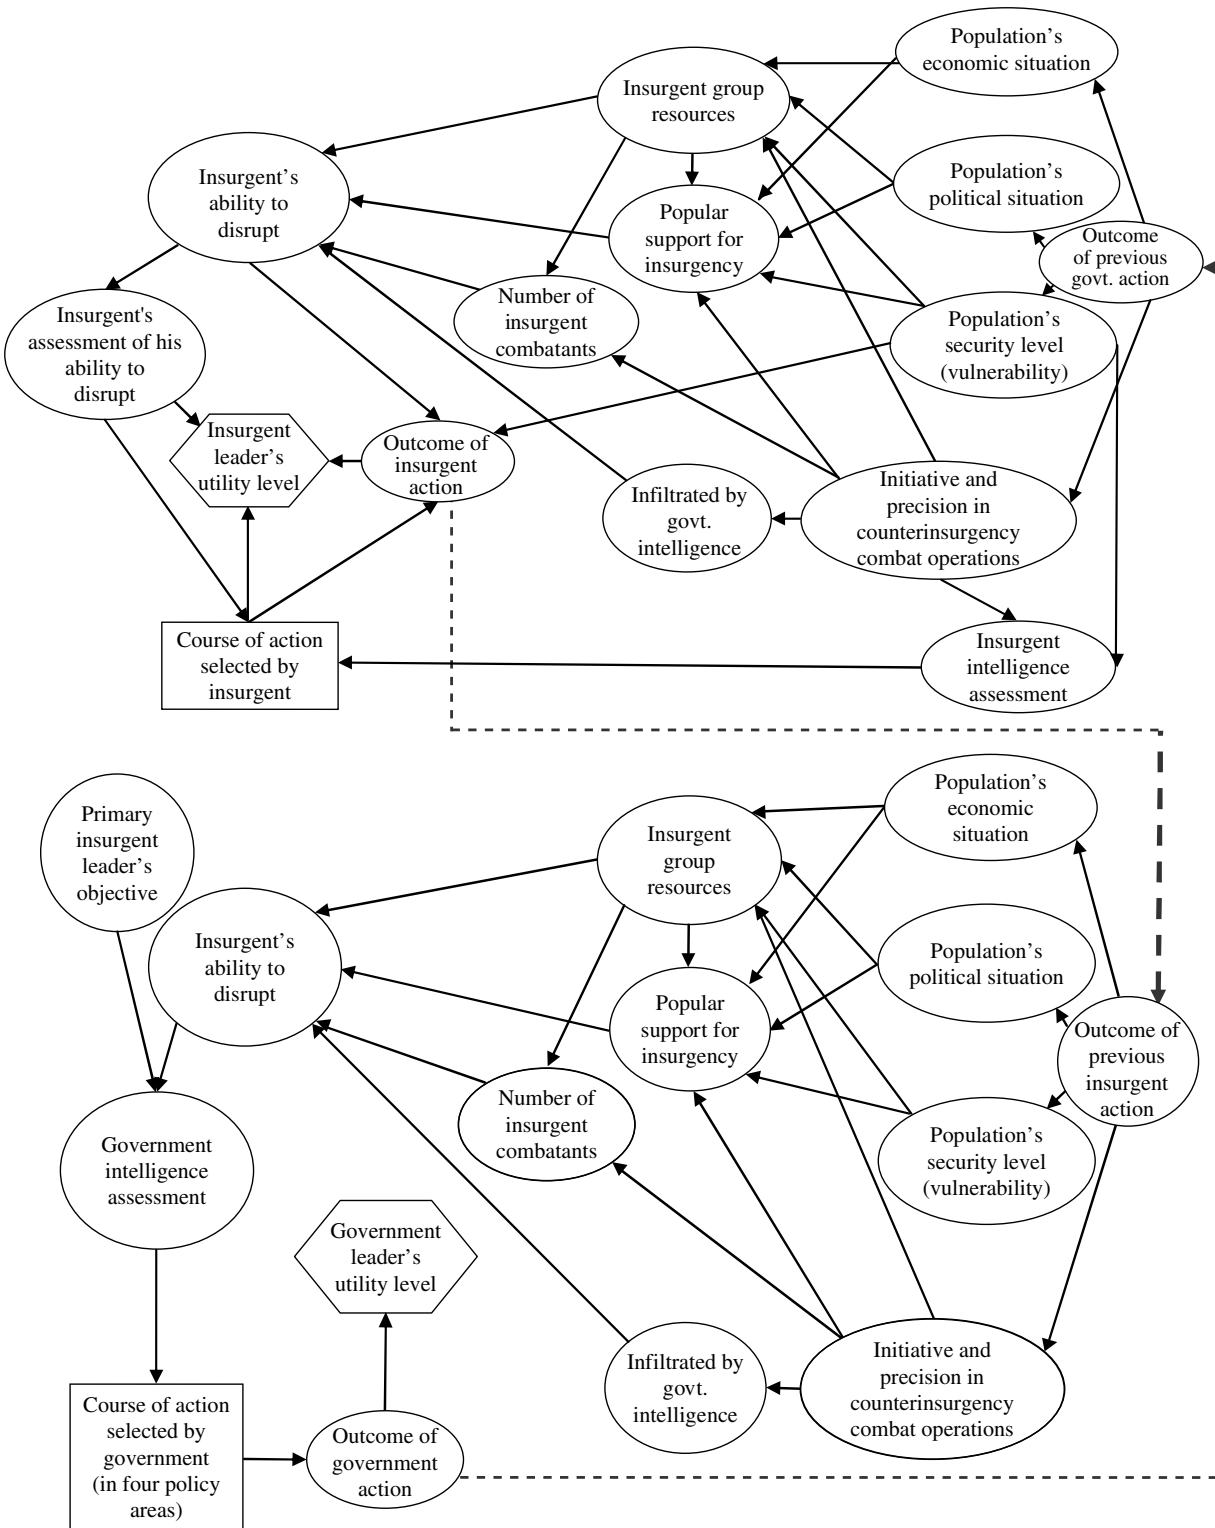 Population’s
economic situation
Insurgent group
resources
Population’s
political situation
Insurgent’s
ability to
disrupt
Popular
support for
insurgency
Outcome
of previous
govt. action
Number of
insurgent
combatants
Population’s
security level
(vulnerability)
Insurgent's
assessment of his
ability to
disrupt
Insurgent
leader’s
utility level
Outcome of
insurgent
action
Infiltrated by
govt.
intelligence
Initiative and
precision in
counterinsurgency
combat operations
Course of action
selected by
insurgent
Insurgent
intelligence
assessment
Population’s
economic
situation
Primary
insurgent
leader’s
objective
Insurgent
group
resources
Insurgent’s
ability to
disrupt
Population’s
political situation
Popular
support for
insurgency
Outcome of
previous
insurgent
action
Number of
insurgent
combatants
Population’s
security level
(vulnerability)
Government
intelligence
assessment
Government
leader’s
utility level
Infiltrated by
govt.
intelligence
Initiative and
precision in
counterinsurgency
combat operations
Course of action
selected by
government
(in four policy
areas)
Outcome of
government
action